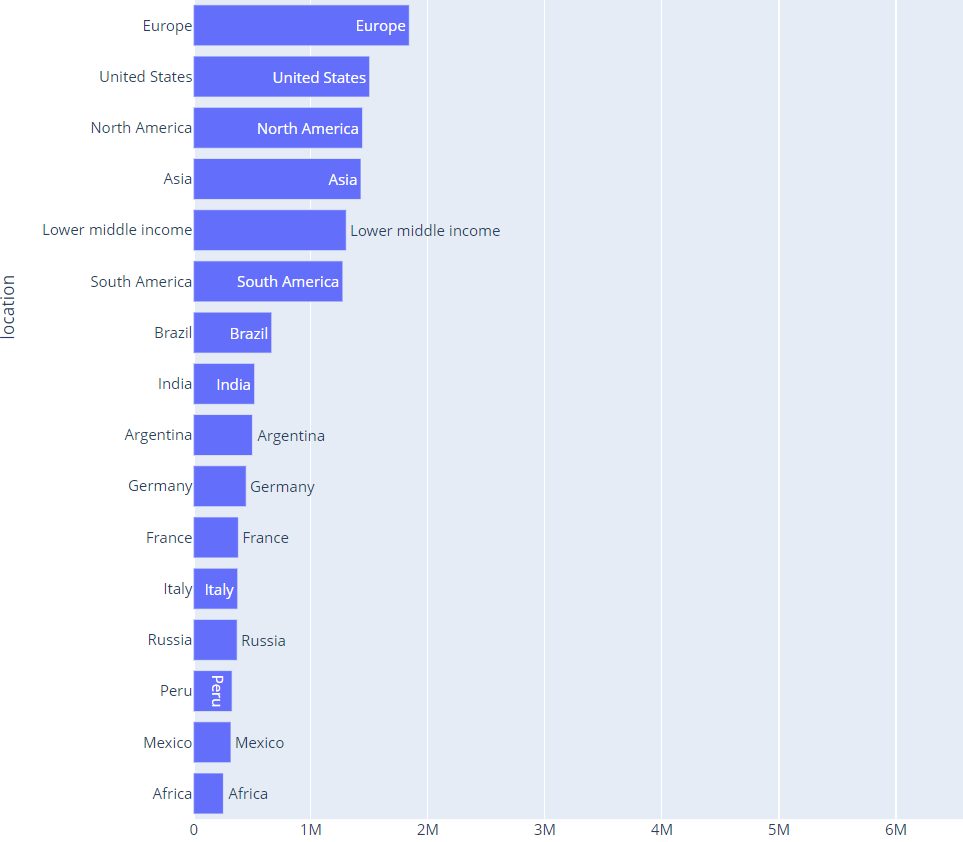 Europe Europe
United States United States
North America North America
Asia Asia
Lower middle income Lower middle income
South America South America
Brazil Brazil
India India
Argentina Argentina
Germany Germany
France France
Italy Italy
Russia Russia
Peru Peru
Mexico Mexico
Africa Africa
0 1M 2M 3M 4M 5M 6M
location